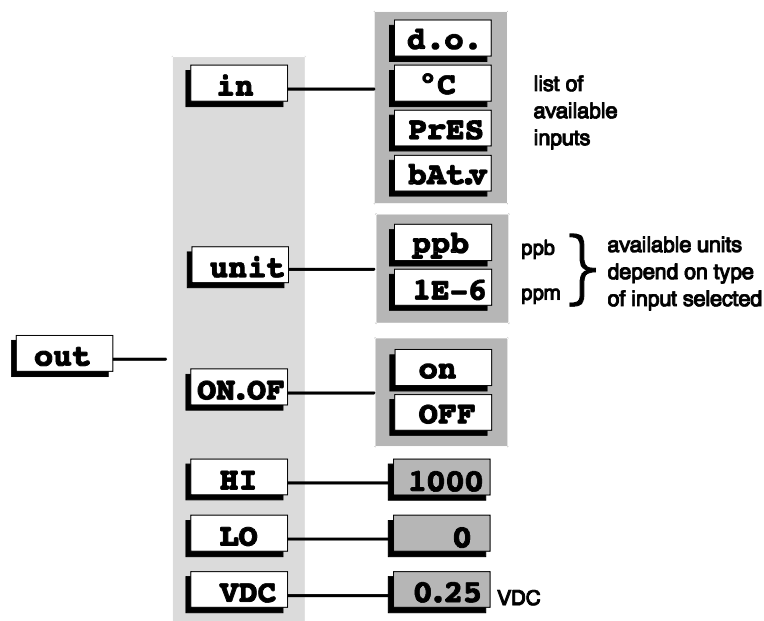 out
in
d.o.
°C
PrES
bAt.v
list of
available
inputs
unit
ppb
1E-6
ppb
ppm
available units
depend on type
of input selected
ON.OF
on
OFF
HI
1000
LO
0
VDC
0.25 VDC